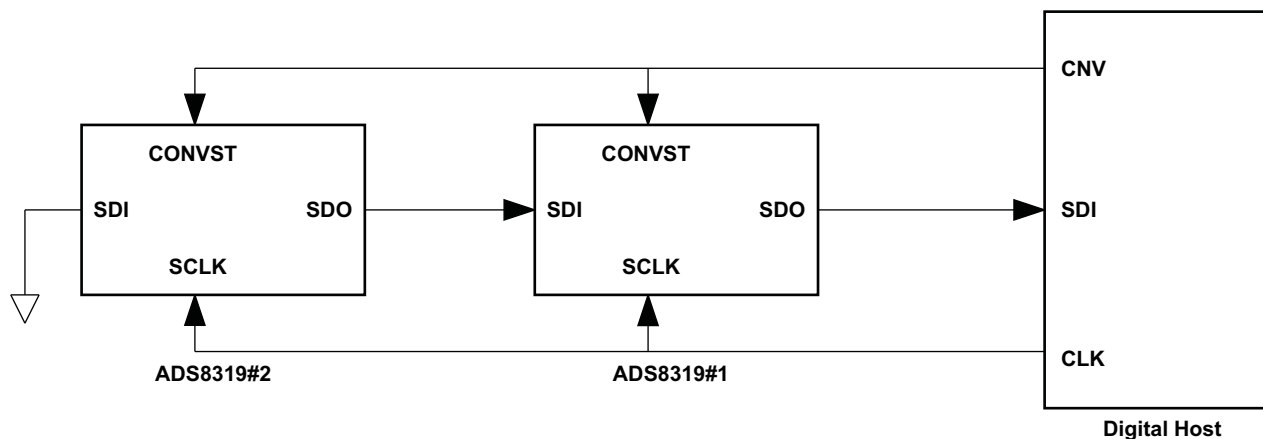 CNV
CONVST
CONVST
SDI
SDO
SDI
SDO
SDI
SCLK
SCLK
CLK
ADS8319#2
ADS8319#1
Digital Host